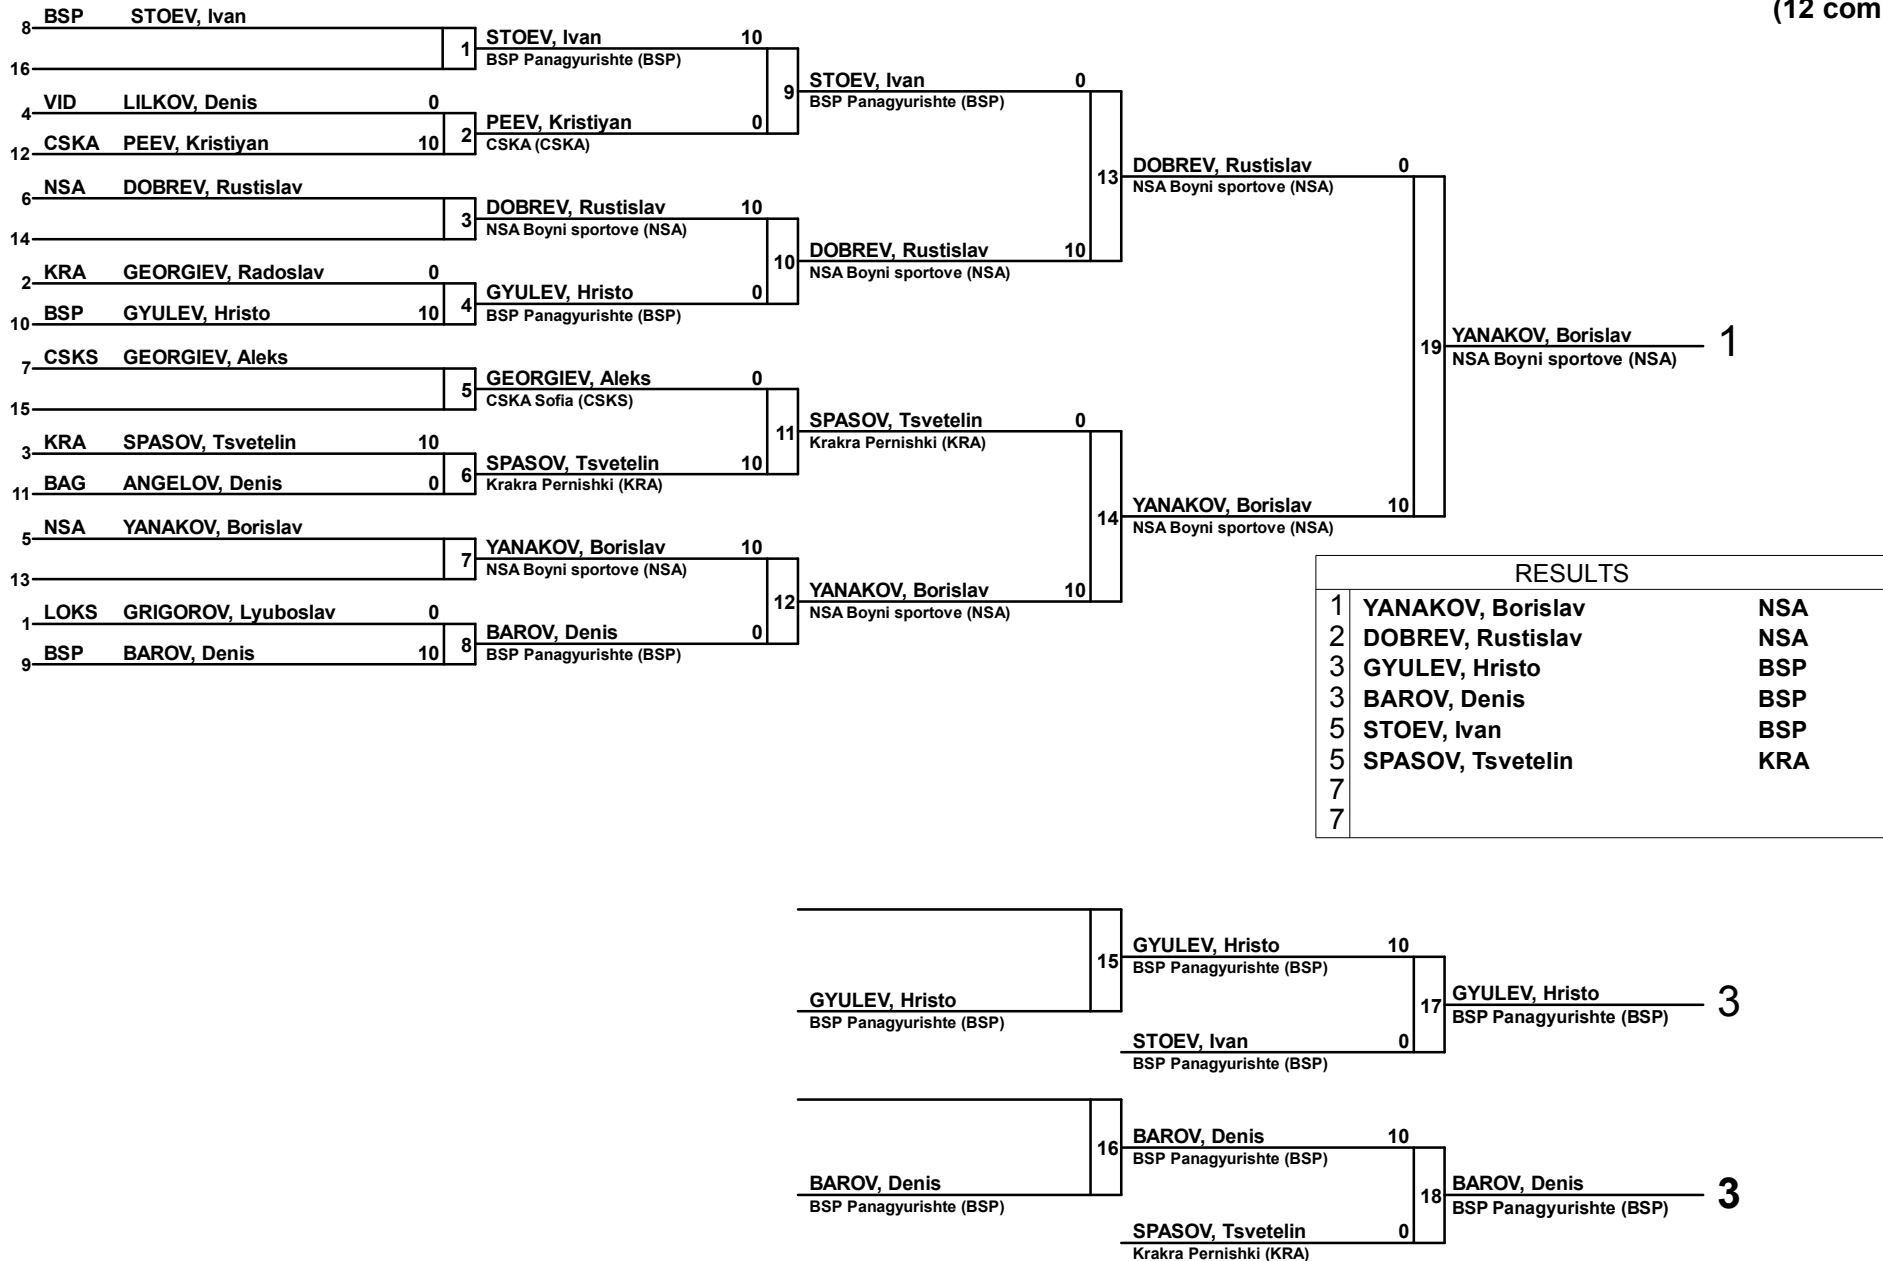 (12 com
8 BSP STOEV, Ivan
16
1 STOEV, Ivan 10
BSP Panagyurishte (BSP)
4 VID LILKOV, Denis 0
12 CSKA PEEV, Kristiyan 10
2 PEEV, Kristiyan 0
CSKA (CSKA)
9 STOEV, Ivan 0
BSP Panagyurishte (BSP)
6 NSA DOBREV, Rustislav
14
3 DOBREV, Rustislav 10
NSA Boyni sportove (NSA)
2 KRA GEORGIEV, Radoslav 0
10 BSP GYULEV, Hristo 10
4 GYULEV, Hristo 0
BSP Panagyurishte (BSP)
10 DOBREV, Rustislav 10
NSA Boyni sportove (NSA)
13 DOBREV, Rustislav 0
NSA Boyni sportove (NSA)
7 CSKS GEORGIEV, Aleks
15
5 GEORGIEV, Aleks 0
CSKA Sofia (CSKS)
3 KRA SPASOV, Tsvetelin 10
11 BAG ANGELOV, Denis 0
6 SPASOV, Tsvetelin 10
Krakra Pernishki (KRA)
11 SPASOV, Tsvetelin 0
Krakra Pernishki (KRA)
5 NSA YANAKOV, Borislav
13
7 YANAKOV, Borislav 10
NSA Boyni sportove (NSA)
1 LOKS GRIGOROV, Lyuboslav 0
9 BSP BAROV, Denis 10
8 BAROV, Denis 0
BSP Panagyurishte (BSP)
12 YANAKOV, Borislav 10
NSA Boyni sportove (NSA)
14 YANAKOV, Borislav 10
NSA Boyni sportove (NSA)
19 YANAKOV, Borislav 1
NSA Boyni sportove (NSA)
RESULTS
1 YANAKOV, Borislav NSA
2 DOBREV, Rustislav NSA
3 GYULEV, Hristo BSP
3 BAROV, Denis BSP
5 STOEV, Ivan BSP
5 SPASOV, Tsvetelin KRA
7
7
GYULEV, Hristo
BSP Panagyurishte (BSP)
15 GYULEV, Hristo 10
BSP Panagyurishte (BSP)
STOEV, Ivan 0
BSP Panagyurishte (BSP)
17 GYULEV, Hristo 3
BSP Panagyurishte (BSP)
BAROV, Denis
BSP Panagyurishte (BSP)
16 BAROV, Denis 10
BSP Panagyurishte (BSP)
SPASOV, Tsvetelin 0
Krakra Pernishki (KRA)
18 BAROV, Denis 3
BSP Panagyurishte (BSP)